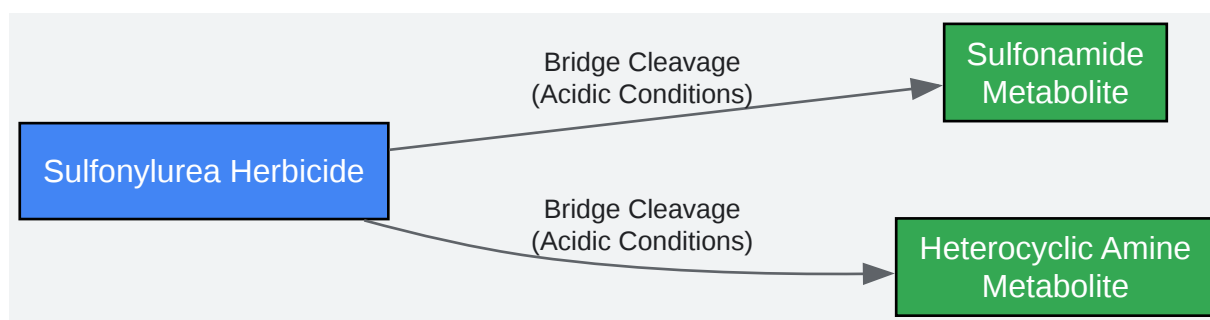 Bridge Cleavage
(Acidic Conditions)
Sulfonamide
Metabolite
Sulfonylurea Herbicide
Bridge Cleavage
(Acidic Conditions)
Heterocyclic Amine
Metabolite